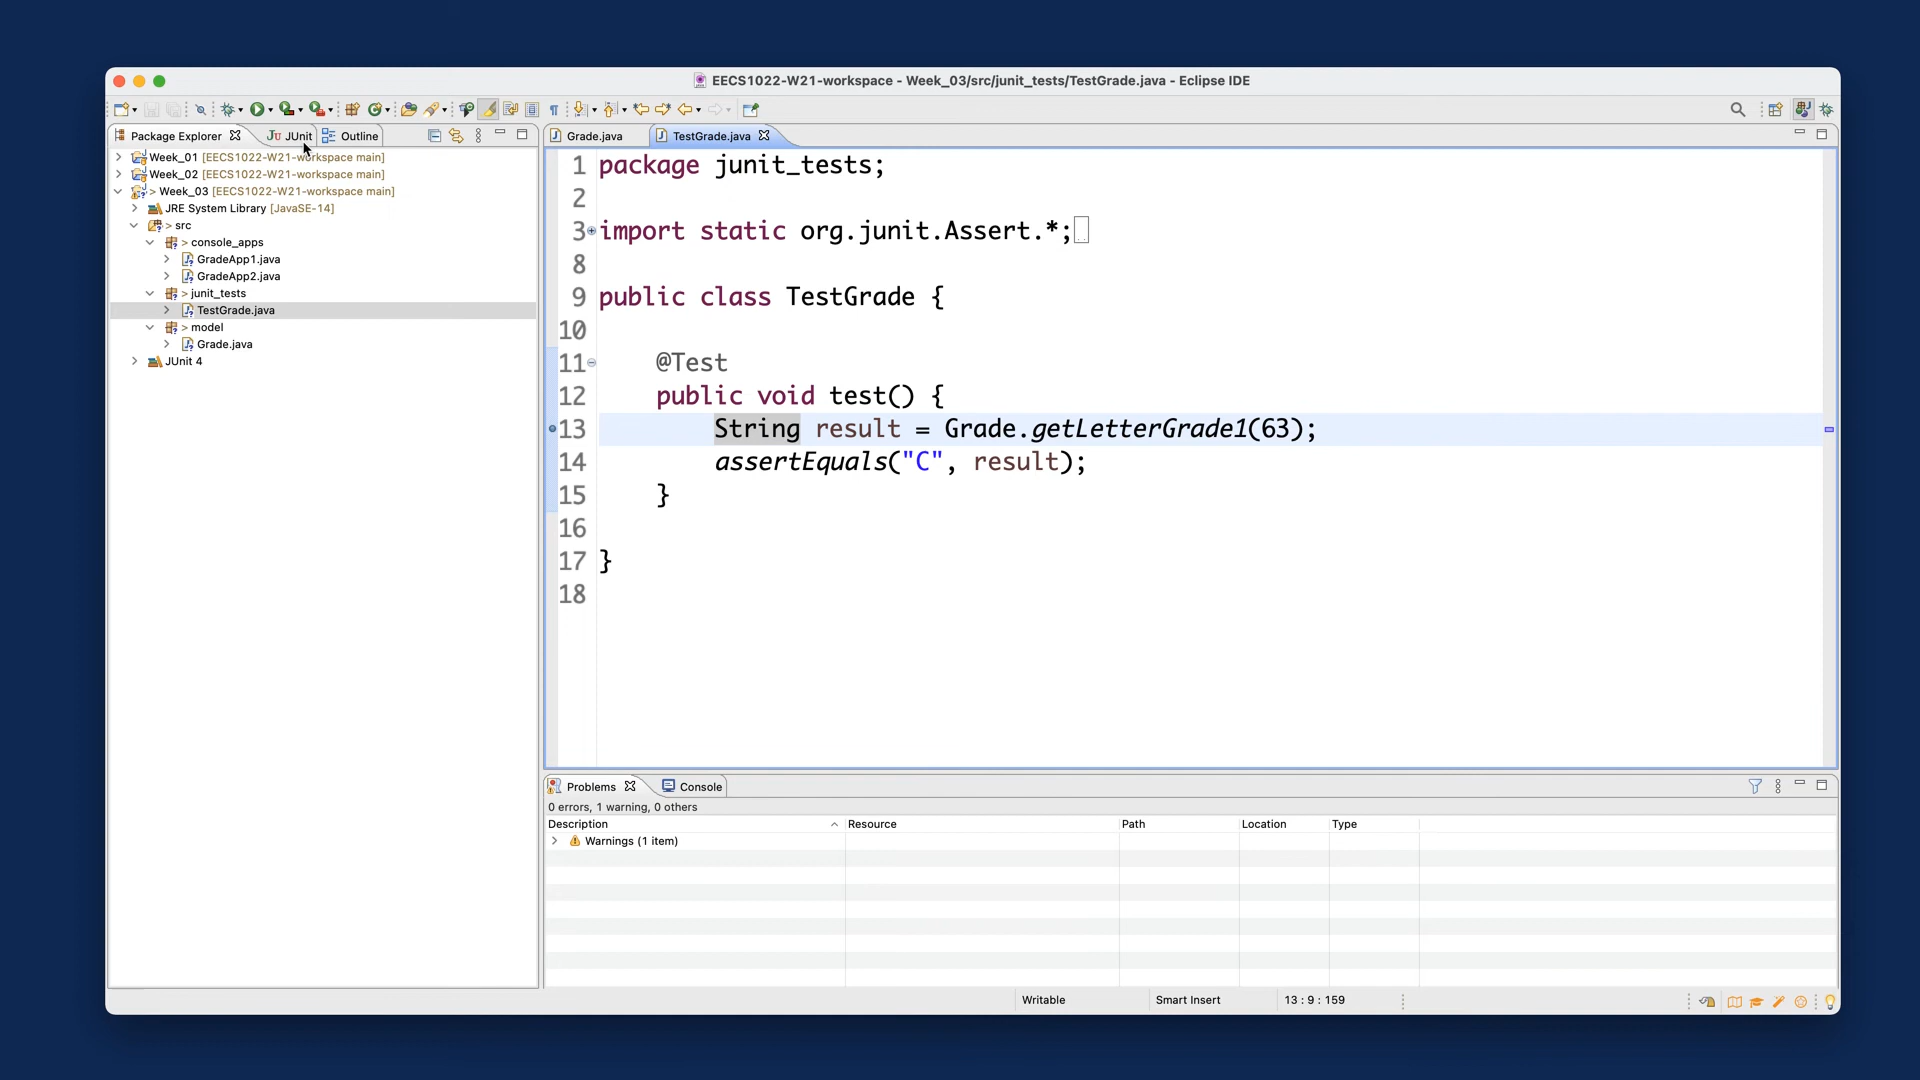 EECS1022-W21-workspace - Week_03/src/junit_tests/TestGrade.java - Eclipse IDE
Package Explorer
JUnit
Outline
Week_01 [EECS1022-W21-workspace main]
Week_02 [EECS1022-W21-workspace main]
> Week_03 [EECS1022-W21-workspace main]
JRE System Library [JavaSE-14]
> src
> console_apps
GradeApp1.java
GradeApp2.java
> junit_tests
TestGrade.java
> model
Grade.java
JUnit 4
Grade.java
TestGrade.java
1 package junit_tests;
2
3 import static org.junit.Assert.*;
8
9 public class TestGrade {
10
11 @Test
12 public void test() {
13 String result = Grade.getLetterGrade1(63);
14 assertEquals("C", result);
15 }
16
17 }
18
Problems
Console
0 errors, 1 warning, 0 others
Description Resource Path Location Type
Warnings (1 item)
Writable Smart Insert 13 : 9 : 159